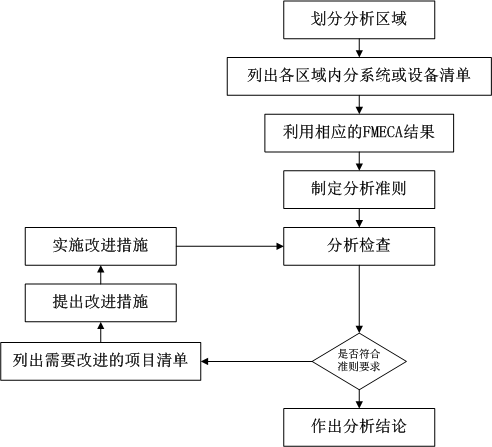 划分分析区域
列出各区域内分系统或设备清单
利用相应的FMECA结果
制定分析准则
实施改进措施
分析检查
提出改进措施
列出需要改进的项目清单
是否符合
准则要求
作出分析结论